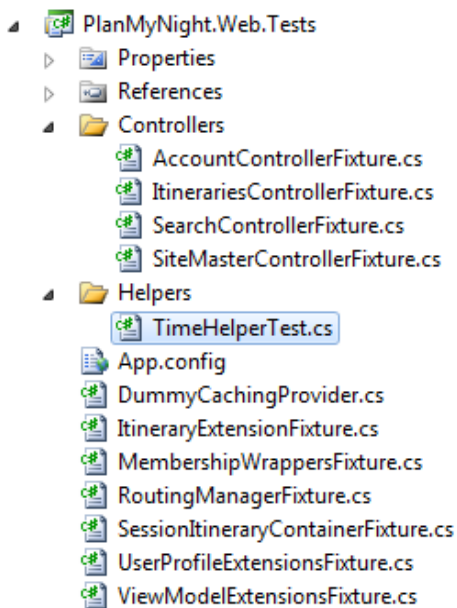 PlanMyNight.Web.Tests
Properties
References
Controllers
AccountControllerFixture.cs
ItinerariesControllerFixture.cs
SearchControllerFixture.cs
SiteMasterControllerFixture.cs
Helpers
TimeHelperTest.cs
App.config
DummyCachingProvider.cs
ItineraryExtensionFixture.cs
MembershipWrappersFixture.cs
RoutingManagerFixture.cs
SessionItineraryContainerFixture.cs
UserProfileExtensionsFixture.cs
ViewModelExtensionsFixture.cs